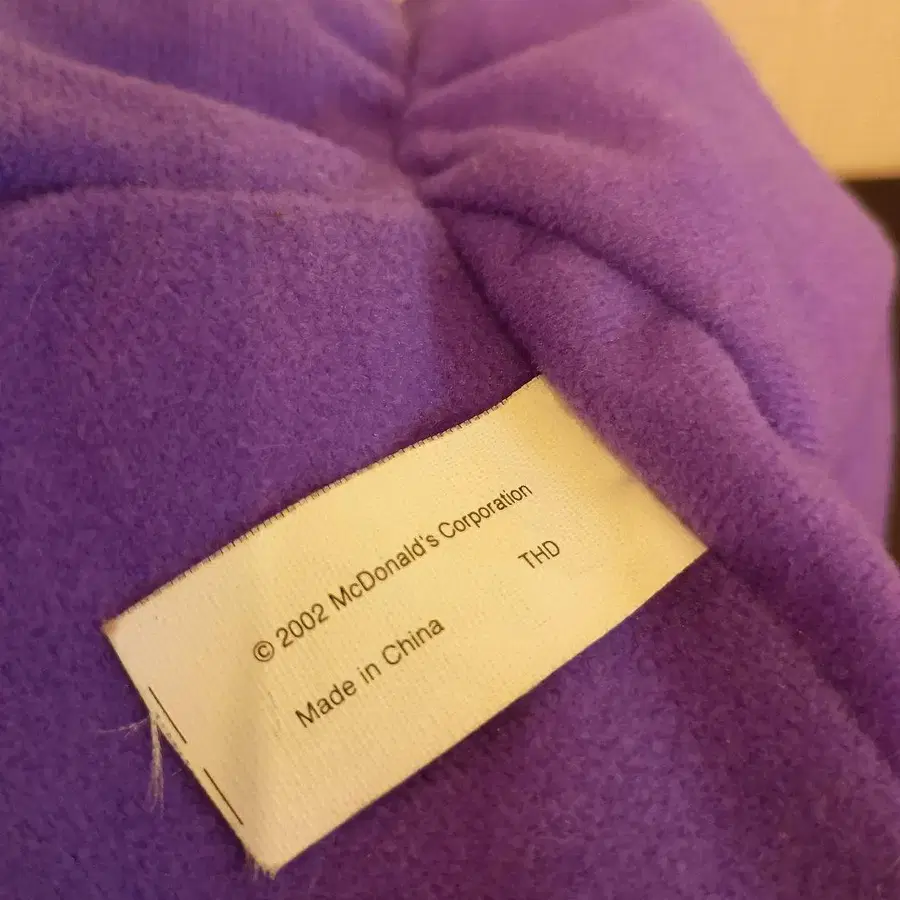 © 2002 McDonald's Corporation
THD
Made in China